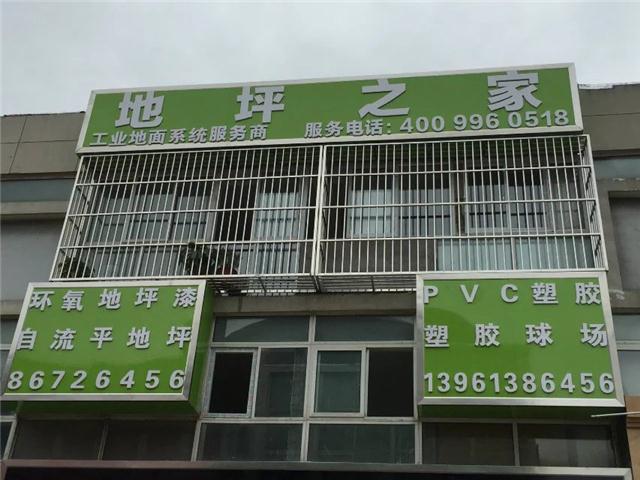 地坪之家
工业地面系统服务商 服务电话: 400 996 0518
环氧地坪漆
自流平地坪
86726456
PVC塑胶
塑胶球场
13961386456